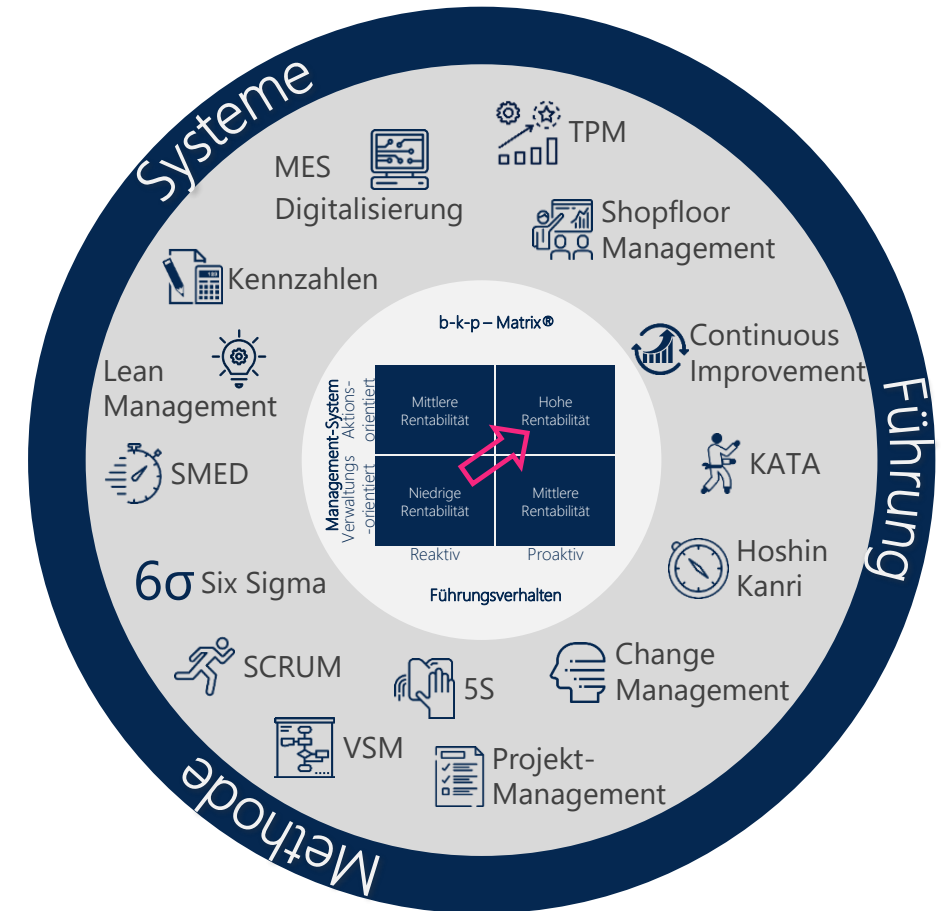 Systeme
TPM
MES
Digitalisierung
Shopfloor
Management
Kennzahlen
b-k-p – Matrix®
Continuous
Improvement
Lean
Management
Management-System
Aktions-
orientiert
Verwaltungs
-orientiert
Mittlere
Rentabilität
Hohe
Rentabilität
Niedrige
Rentabilität
Mittlere
Rentabilität
Reaktiv
Proaktiv
Führungsverhalten
Führung
SMED
KATA
Hoshin
Kanri
6σ Six Sigma
SCRUM
5S
Change
Management
VSM
Projekt-
Management
Methode